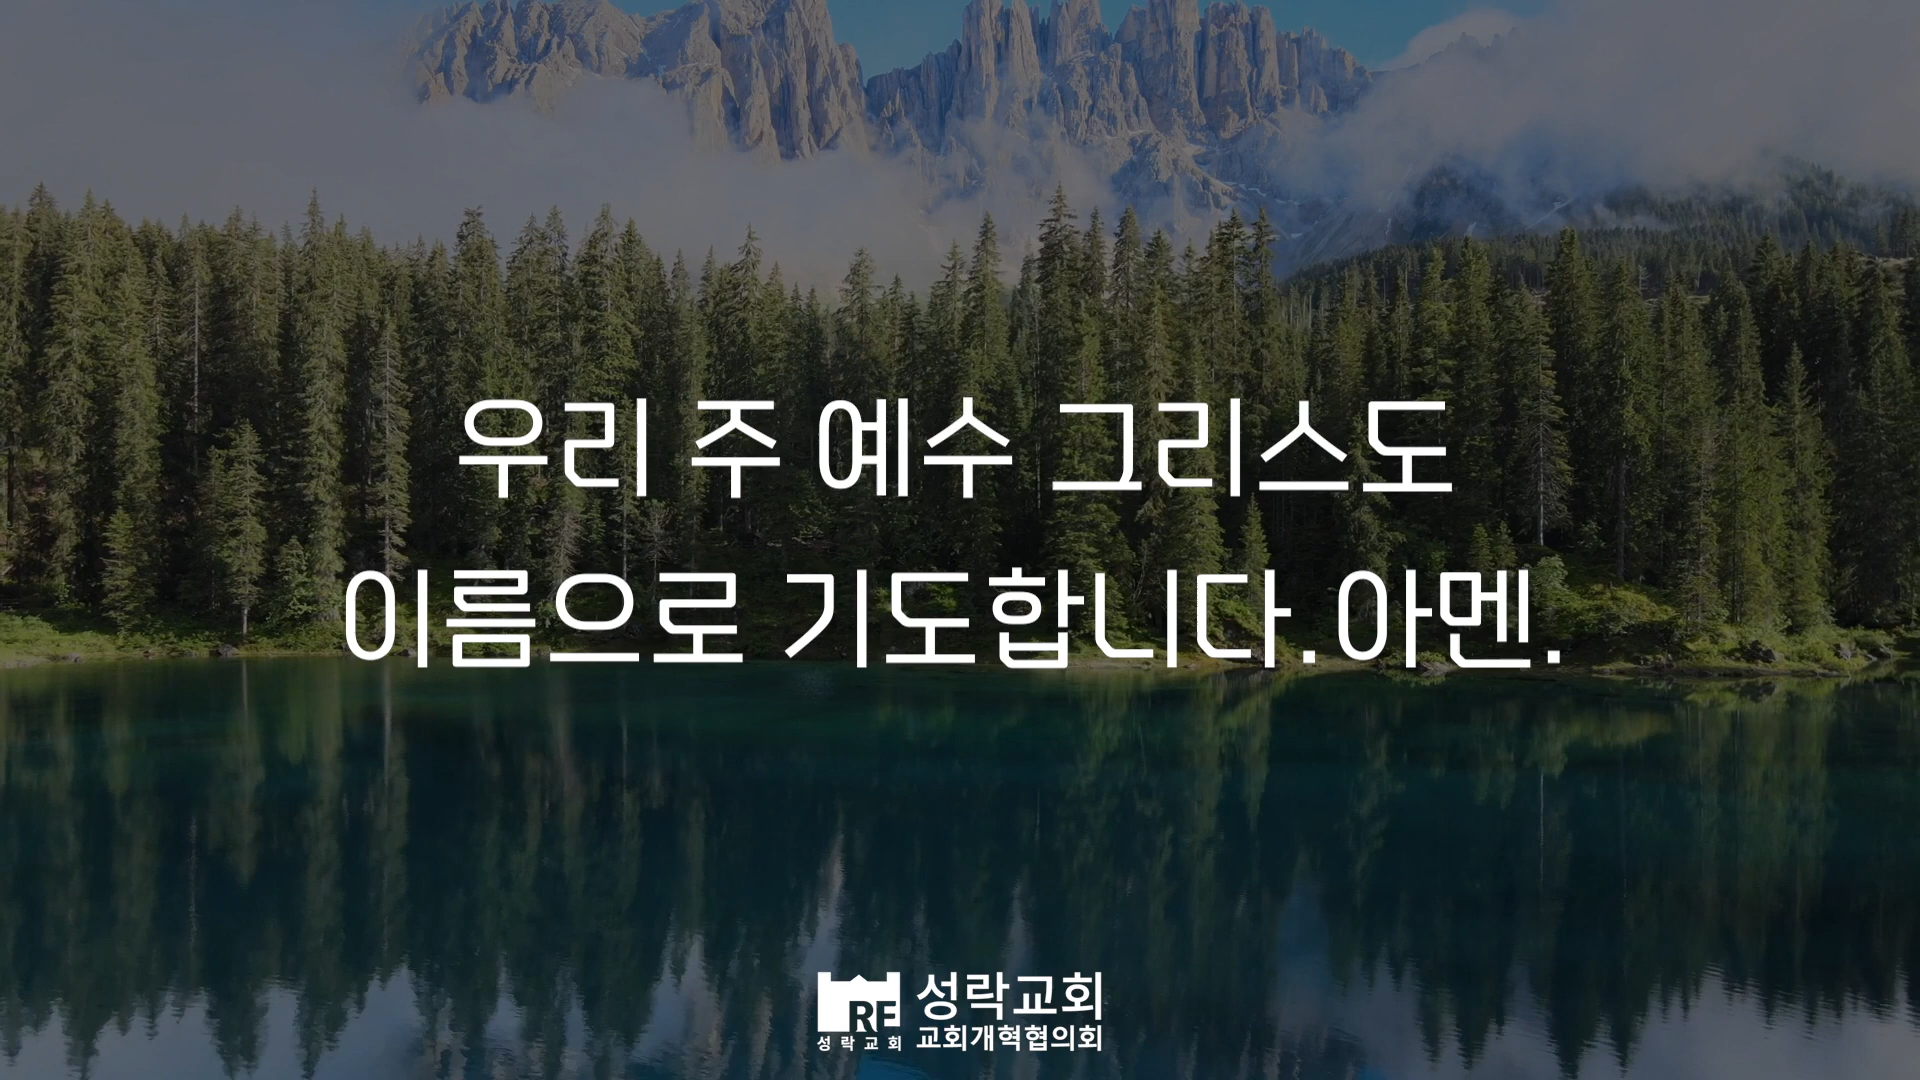 우리 주 예수 그리스도
이름으로 기도합니다. 아멘.
RE
성락교회
성락교회
교회개혁협의회